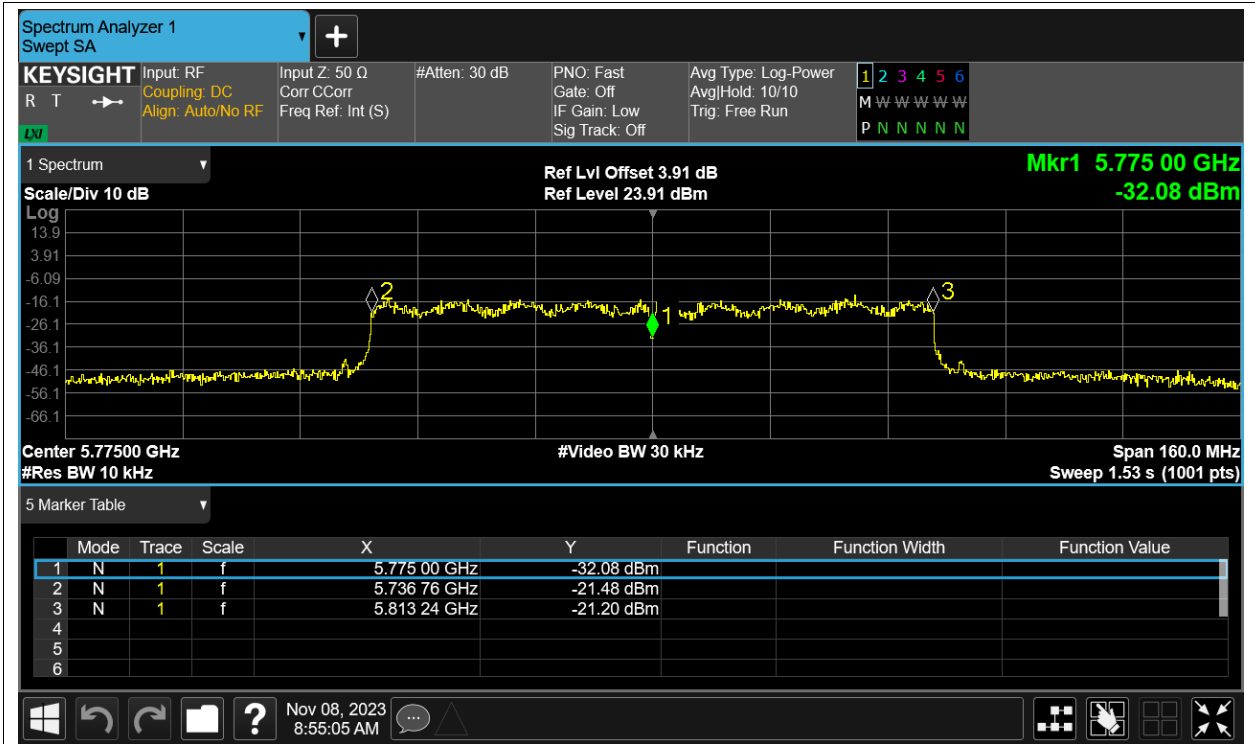 Spectrum Analyzer 1
Swept SA
KEYSIGHT
R T
LXI
Input: RF
Coupling: DC
Align: Auto/No RF
Input Z: 50 Ω
Corr CCorr
Freq Ref: Int (S)
#Atten: 30 dB
PNO: Fast
Gate: Off
IF Gain: Low
Sig Track: Off
Avg Type: Log-Power
Avg|Hold: 10/10
Trig: Free Run
1 2 3 4 5 6
M W W W W W
P N N N N N
1 Spectrum
Scale/Div 10 dB
Ref Lvl Offset 3.91 dB
Ref Level 23.91 dBm
Mkr1 5.775 00 GHz
-32.08 dBm
Log
13.9
3.91
-6.09
-16.1
-26.1
-36.1
-46.1
-56.1
-66.1
2
1
3
Center 5.77500 GHz
#Res BW 10 kHz
#Video BW 30 kHz
Span 160.0 MHz
Sweep 1.53 s (1001 pts)
5 Marker Table
Mode Trace Scale X Y Function Function Width Function Value
1 N 1 f 5.775 00 GHz -32.08 dBm
2 N 1 f 5.736 76 GHz -21.48 dBm
3 N 1 f 5.813 24 GHz -21.20 dBm
4
5
6
?
Nov 08, 2023
8:55:05 AM